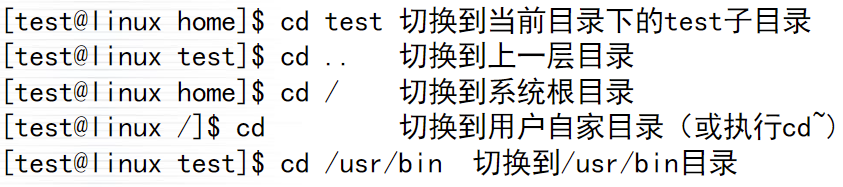 [test@linux home]$ cd test 切换到当前目录下的test子目录
[test@linux test]$ cd .. 切换到上一层目录
[test@linux home]$ cd / 切换到系统根目录
[test@linux /]$ cd 切换到用户自家目录（或执行cd~）
[test@linux test]$ cd /usr/bin 切换到/usr/bin目录